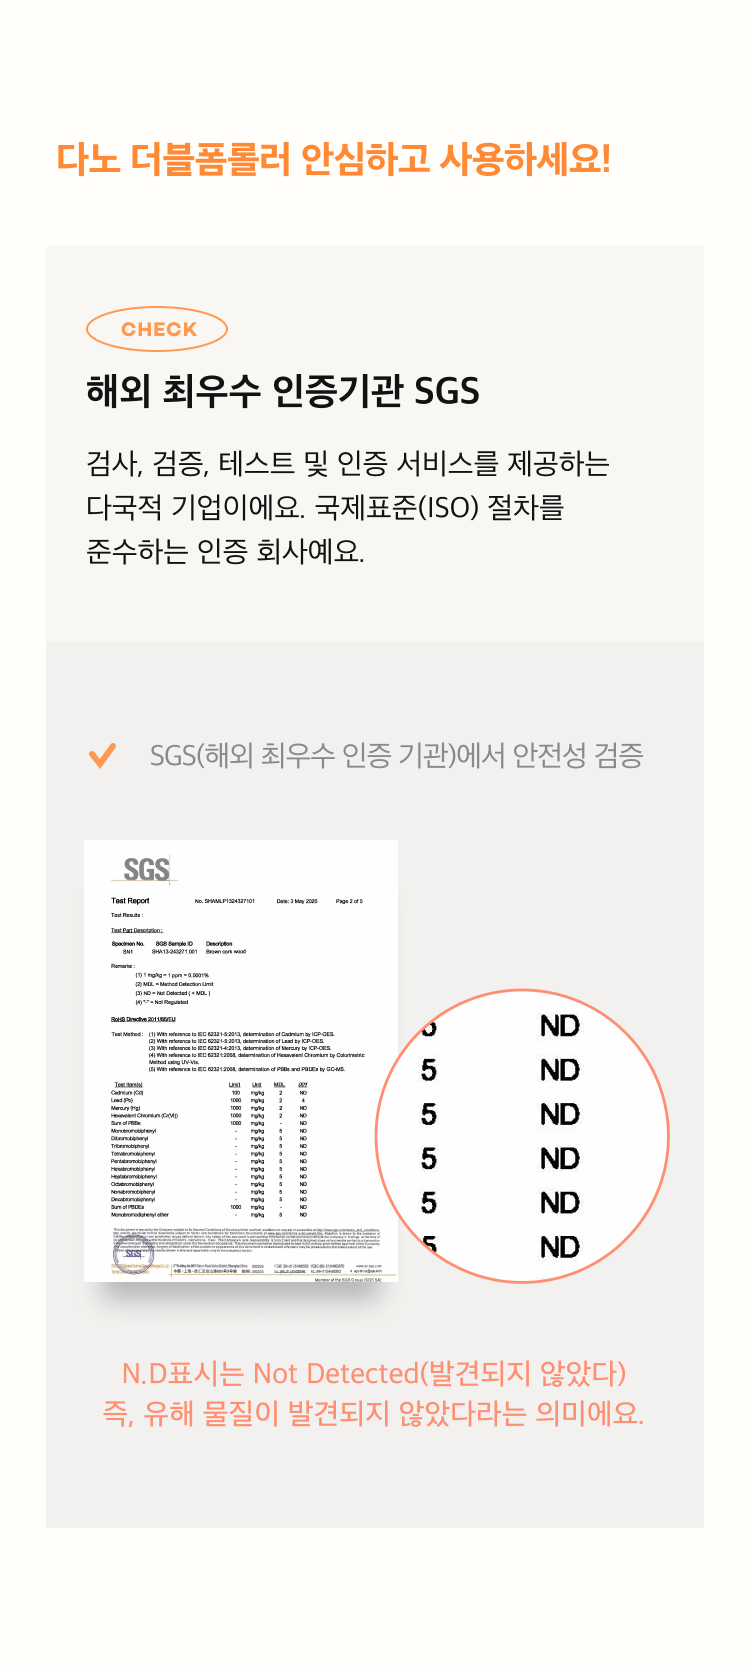 다노 더블폼롤러 안심하고 사용하세요!
CHECK
해외 최우수 인증기관 SGS
검사, 검증, 테스트 및 인증 서비스를 제공하는
다국적 기업이에요. 국제표준(ISO) 절차를
준수하는 인증 회사예요.
SGS(해외 최우수 인증 기관)에서 안전성 검증
SGS
Test Report No. SHAMLP1324327101 Date: 3 May 2020 Page 2 of 5
Test Results :
Test Part Description :
Specimen No. SGS Sample ID Description
SN1 SHA13-243271.001 Brown cork wood
Remarks :
(1) 1 mg/kg = 1 ppm = 0.0001%
(2) MDL = Method Detection Limit
(3) ND = Not Detected ( < MDL )
(4) "-" = Not Regulated
RoHS Directive 2011/65/EU
Test Method : (1) With reference to IEC 62321-5:2013, determination of Cadmium by ICP-OES.
(2) With reference to IEC 62321-5:2013, determination of Lead by ICP-OES.
(3) With reference to IEC 62321-4:2013, determination of Mercury by ICP-OES.
(4) With reference to IEC 62321:2008, determination of Hexavalent Chromium by Colorimetric
Method using UV-Vis.
(5) With reference to IEC 62321:2008, determination of PBBs and PBDEs by GC-MS.
Test Item(s) Limit Unit MDL 001
Cadmium (Cd) 100 mg/kg 2 ND
Lead (Pb) 1000 mg/kg 2 4
Mercury (Hg) 1000 mg/kg 2 ND
Hexavalent Chromium (Cr(VI)) 1000 mg/kg 2 ND
Sum of PBBs 1000 mg/kg - ND
Monobromobiphenyl - mg/kg 5 ND
Dibromobiphenyl - mg/kg 5 ND
Tribromobiphenyl - mg/kg 5 ND
Tetrabromobiphenyl - mg/kg 5 ND
Pentabromobiphenyl - mg/kg 5 ND
Hexabromobiphenyl - mg/kg 5 ND
Heptabromobiphenyl - mg/kg 5 ND
Octabromobiphenyl - mg/kg 5 ND
Nonabromobiphenyl - mg/kg 5 ND
Decabromobiphenyl - mg/kg 5 ND
Sum of PBDEs 1000 mg/kg - ND
Monobromodiphenyl ether - mg/kg 5 ND
SGS
Member of the SGS Group (SGS SA)
5 ND
5 ND
5 ND
5 ND
5 ND
5 ND
N.D표시는 Not Detected(발견되지 않았다)
즉, 유해 물질이 발견되지 않았다라는 의미에요.